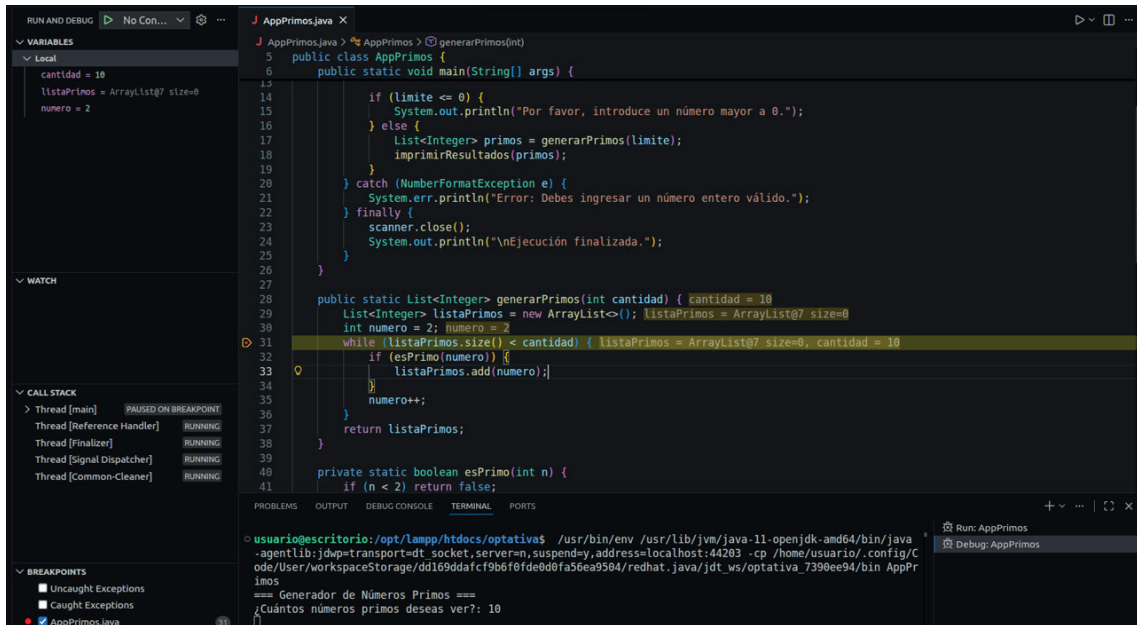 RUN AND DEBUG No Con... ...
VARIABLES
Local
cantidad = 10
listaPrimos = ArrayList@7 size=0
numero = 2
WATCH
CALL STACK
Thread [main] PAUSED ON BREAKPOINT
Thread [Reference Handler] RUNNING
Thread [Finalizer] RUNNING
Thread [Signal Dispatcher] RUNNING
Thread [Common-Cleaner] RUNNING
BREAKPOINTS
Uncaught Exceptions
Caught Exceptions
AppPrimos.java 31
J AppPrimos.java ×
J AppPrimos.java > AppPrimos > generarPrimos(int)
5 public class AppPrimos {
6 public static void main(String[] args) {
13
14 if (limite <= 0) {
15 System.out.println("Por favor, introduce un número mayor a 0.");
16 } else {
17 List<Integer> primos = generarPrimos(limite);
18 imprimirResultados(primos);
19 }
20 } catch (NumberFormatException e) {
21 System.err.println("Error: Debes ingresar un número entero válido.");
22 } finally {
23 scanner.close();
24 System.out.println("\nEjecución finalizada.");
25 }
26 }
27
28 public static List<Integer> generarPrimos(int cantidad) { cantidad = 10
29 List<Integer> listaPrimos = new ArrayList<>(); listaPrimos = ArrayList@7 size=0
30 int numero = 2; numero = 2
31 while (listaPrimos.size() < cantidad) { listaPrimos = ArrayList@7 size=0, cantidad = 10
32 if (esPrimo(numero)) {
33 listaPrimos.add(numero);
34 }
35 numero++;
36 }
37 return listaPrimos;
38 }
39
40 private static boolean esPrimo(int n) {
41 if (n < 2) return false;
PROBLEMS OUTPUT DEBUG CONSOLE TERMINAL PORTS
usuario@escritorio:/opt/lampp/htdocs/optativa$ /usr/bin/env /usr/lib/jvm/java-11-openjdk-amd64/bin/java
-agentlib:jdwp=transport=dt_socket,server=n,suspend=y,address=localhost:44203 -cp /home/usuario/.config/C
ode/User/workspaceStorage/dd169ddafcf9b6f0fde0d0fa56ea9504/redhat.java/jdt_ws/optativa_7390ee94/bin AppPr
imos
=== Generador de Números Primos ===
¿Cuántos números primos deseas ver?: 10
Run: AppPrimos
Debug: AppPrimos